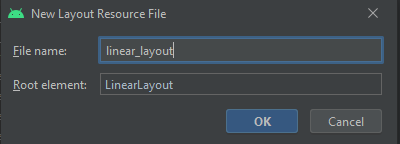 New Layout Resource File
File name: linear_layout
Root element: LinearLayout
OK Cancel